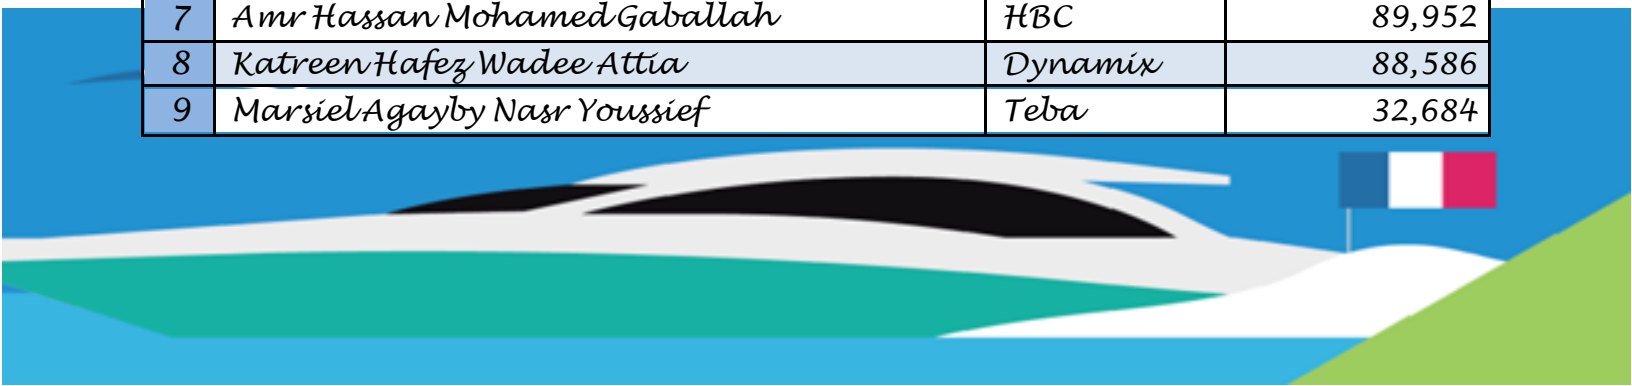 7 Amr Hassan Mohamed Gaballah HBC 89,952
8 Katreen Hafez Wadee Attia Dynamix 88,586
9 Marsiel Agayby Nasr Youssief Teba 32,684